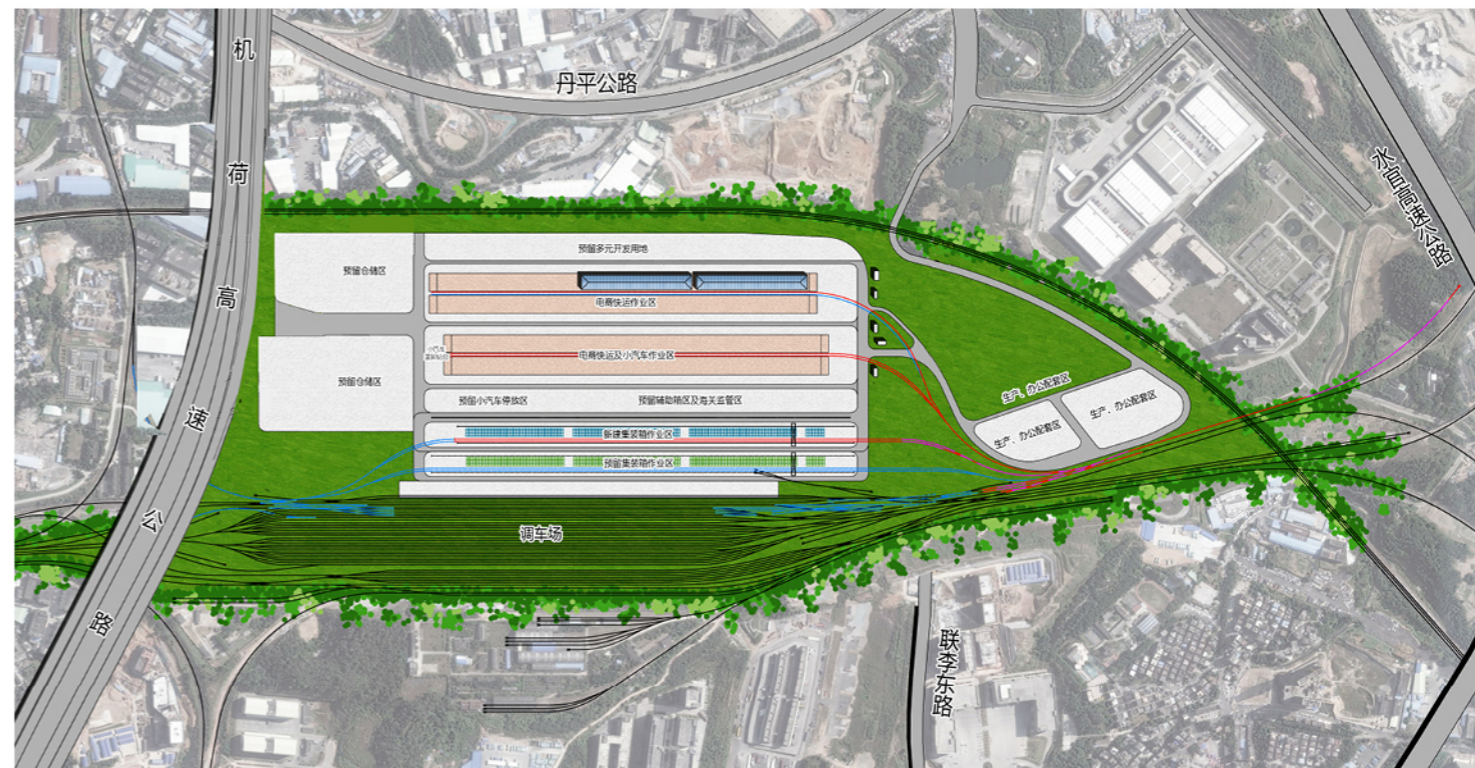 机荷高速公路
丹平公路
水官高速公路
预留多元开发用地
预留仓储区
电商快运作业区
电商快运及小汽车作业区
预留仓储区
生产、办公配套区
生产、办公配套区
生产、办公配套区
预留小汽车停放区
预留辅助箱区及海关监管区
新建集装箱作业区
预留集装箱作业区
调车场
联李东路